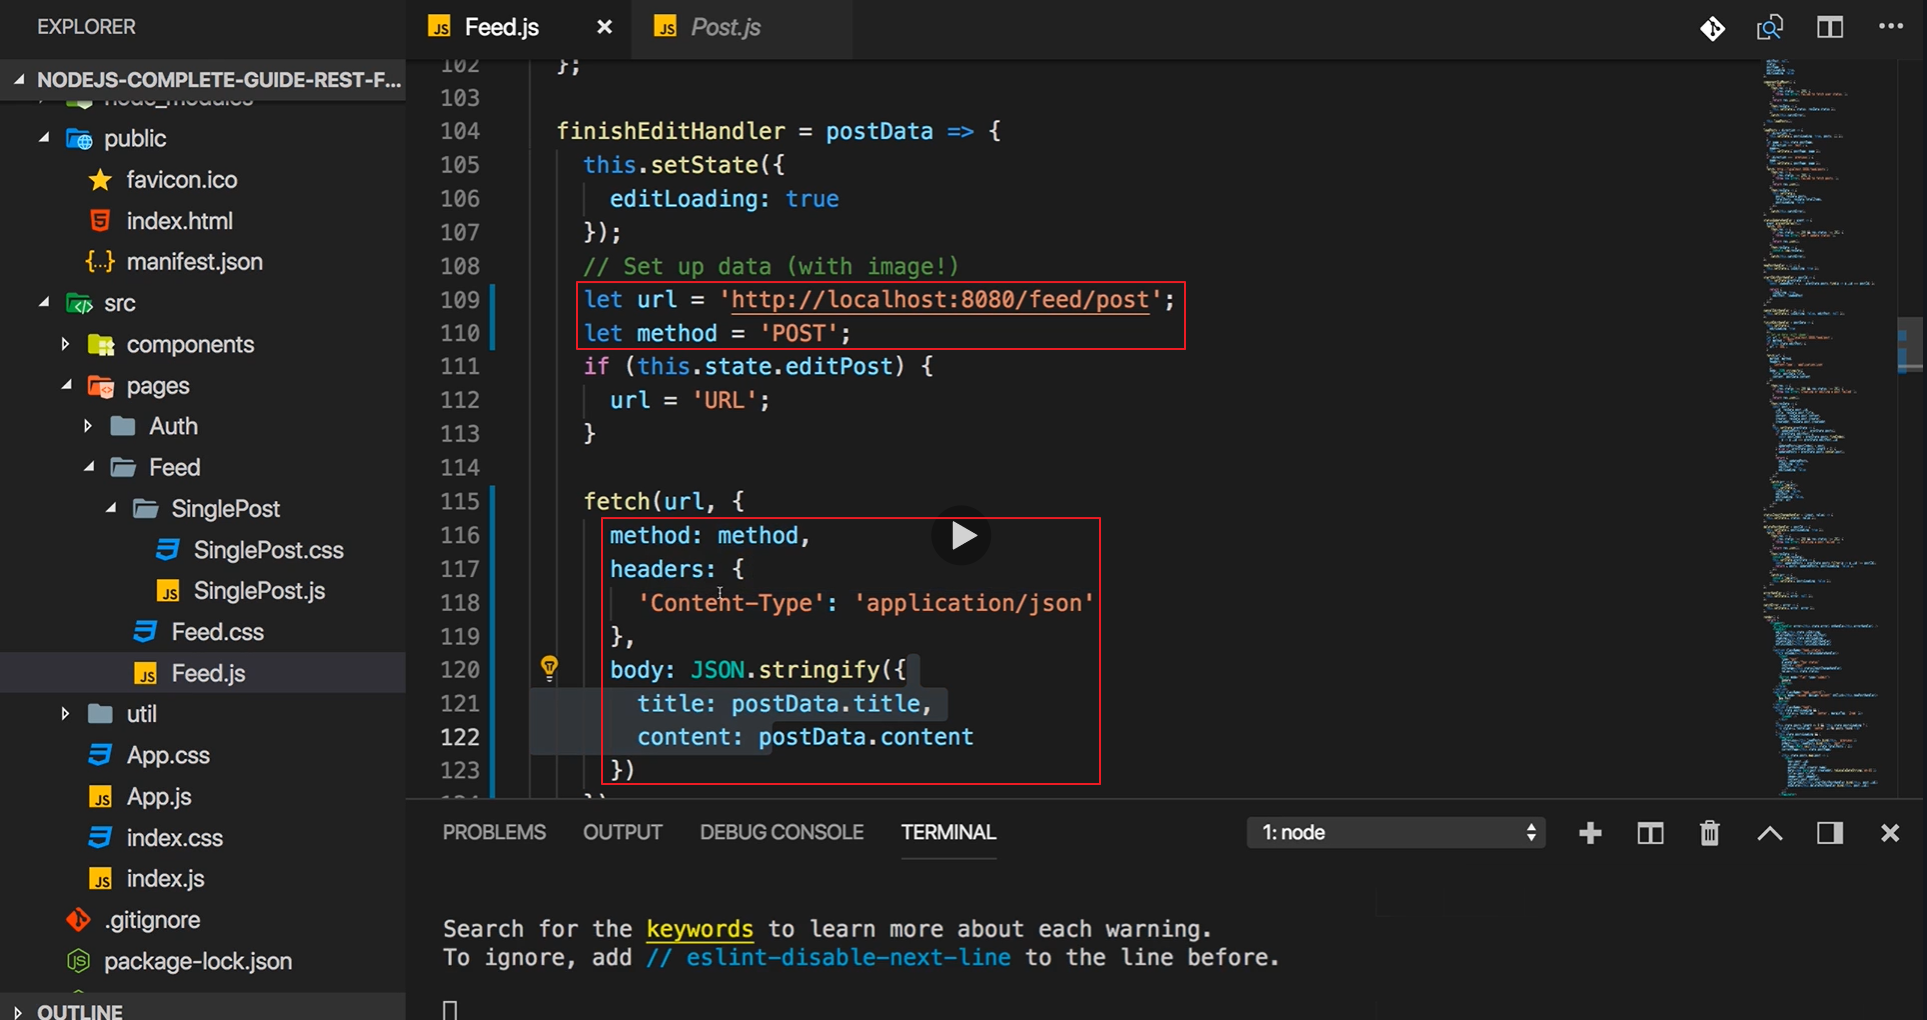 EXPLORER
NODEJS-COMPLETE-GUIDE-REST-F...
node_modules
public
favicon.ico
index.html
manifest.json
src
components
pages
Auth
Feed
SinglePost
SinglePost.css
SinglePost.js
Feed.css
Feed.js
util
App.css
App.js
index.css
index.js
.gitignore
package-lock.json
OUTLINE
Feed.js
Post.js
102 };
103
104 finishEditHandler = postData => {
105 this.setState({
106 editLoading: true
107 });
108 // Set up data (with image!)
109 let url = 'http://localhost:8080/feed/post';
110 let method = 'POST';
111 if (this.state.editPost) {
112 url = 'URL';
113 }
114
115 fetch(url, {
116 method: method,
117 headers: {
118 'Content-Type': 'application/json'
119 },
120 body: JSON.stringify({
121 title: postData.title,
122 content: postData.content
123 })
PROBLEMS OUTPUT DEBUG CONSOLE TERMINAL 1: node
Search for the keywords to learn more about each warning.
To ignore, add // eslint-disable-next-line to the line before.